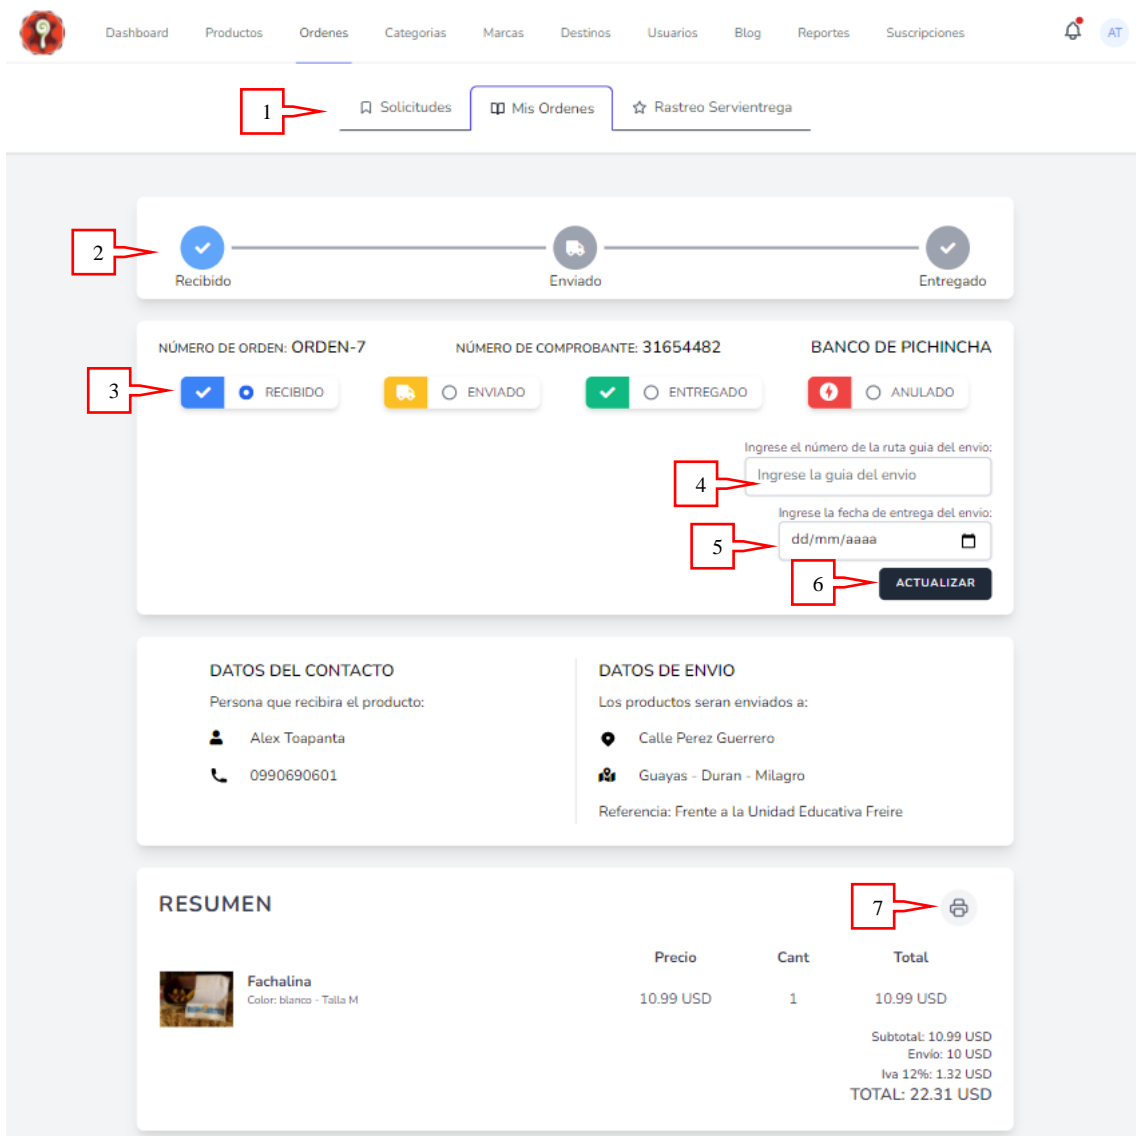 Dashboard Productos Ordenes Categorias Marcas Destinos Usuarios Blog Reportes Suscripciones AT
1 Solicitudes Mis Ordenes Rastreo Servientrega
2
Recibido Enviado Entregado
NÚMERO DE ORDEN: ORDEN-7 NÚMERO DE COMPROBANTE: 31654482 BANCO DE PICHINCHA
3 RECIBIDO ENVIADO ENTREGADO ANULADO
Ingrese el número de la ruta guia del envio:
4 Ingrese la guia del envio
Ingrese la fecha de entrega del envio:
5 dd/mm/aaaa
6 ACTUALIZAR
DATOS DEL CONTACTO
Persona que recibira el producto:
Alex Toapanta
0990690601
DATOS DE ENVIO
Los productos seran enviados a:
Calle Perez Guerrero
Guayas - Duran - Milagro
Referencia: Frente a la Unidad Educativa Freire
RESUMEN
7
Precio Cant Total
Fachalina
Color: blanco - Talla M
10.99 USD 1 10.99 USD
Subtotal: 10.99 USD
Envío: 10 USD
Iva 12%: 1.32 USD
TOTAL: 22.31 USD